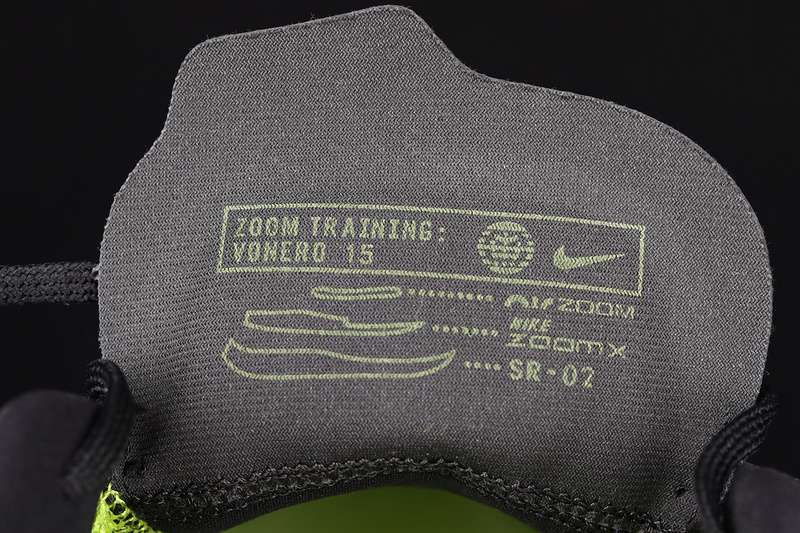 ZOOM TRAINING:
VOMERO 15
AIR ZOOM
NIKE
ZOOM X
SR-02